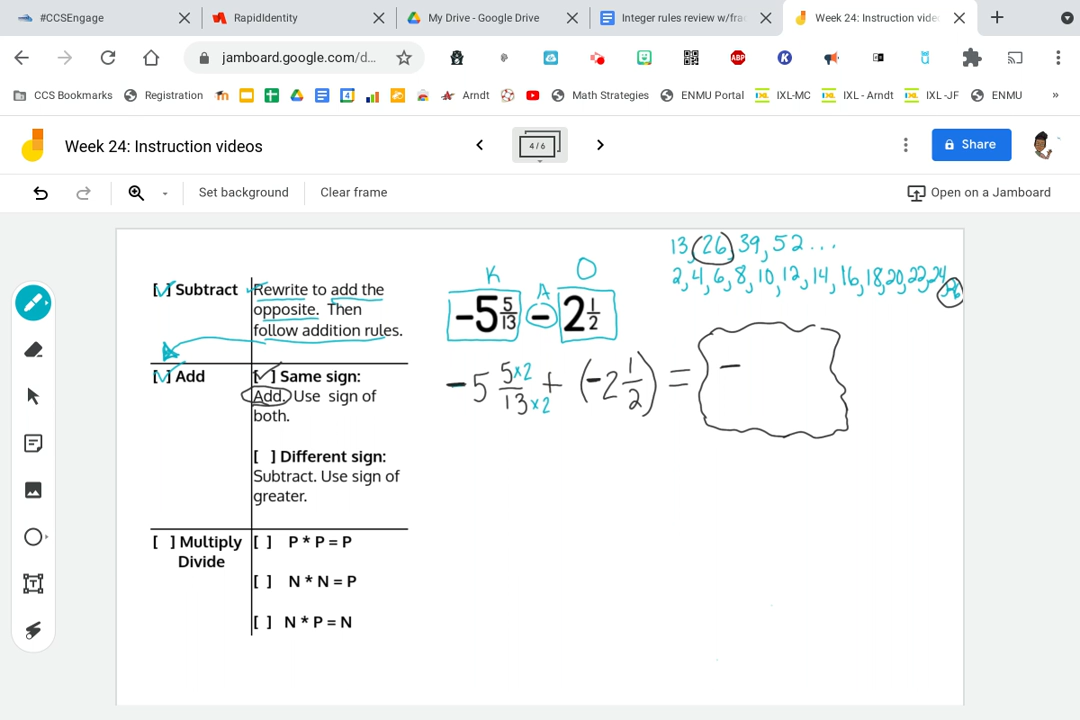 #CCSEngage
RapidIdentity
My Drive - Google Drive
Integer rules review w/fra
Week 24: Instruction vide
jamboard.google.com/d...
ABP
K
CCS Bookmarks
Registration
Arndt
Math Strategies
ENMU Portal
IXL-MC
IXL - Arndt
IXL -JF
ENMU
»
Week 24: Instruction videos
4 / 6
Share
Set background
Clear frame
Open on a Jamboard
13, 26, 39, 52 ...
2, 4, 6, 8, 10, 12, 14, 16, 18, 20, 22, 24, 26
K A O
-5 5/13 - 2 1/2
-5 5x2/13x2 + (-2 1/2) = -
[ ] Subtract
Rewrite to add the
opposite. Then
follow addition rules.
[ ] Add
[ ] Same sign:
Add. Use sign of
both.
[ ] Different sign:
Subtract. Use sign of
greater.
[ ] Multiply
Divide
[ ] P * P = P
[ ] N * N = P
[ ] N * P = N